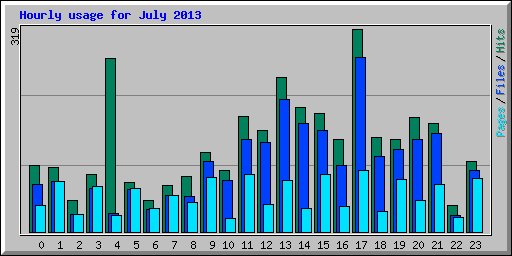 Hourly usage for July 2013
319
Pages / Files / Hits
0 1 2 3 4 5 6 7 8 9 10 11 12 13 14 15 16 17 18 19 20 21 22 23